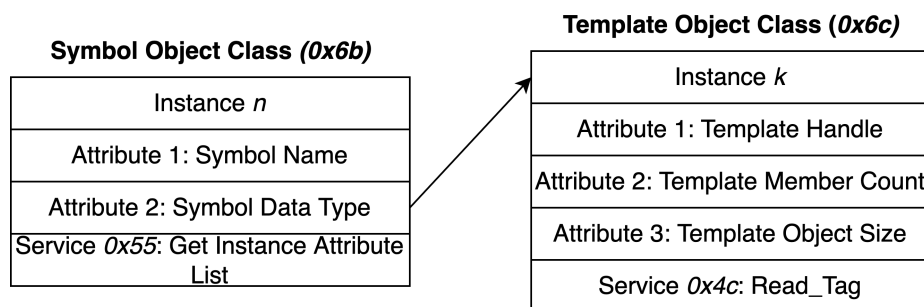 Symbol Object Class (0x6b)
Instance n
Attribute 1: Symbol Name
Attribute 2: Symbol Data Type
Service 0x55: Get Instance Attribute
List
Template Object Class (0x6c)
Instance k
Attribute 1: Template Handle
Attribute 2: Template Member Count
Attribute 3: Template Object Size
Service 0x4c: Read_Tag